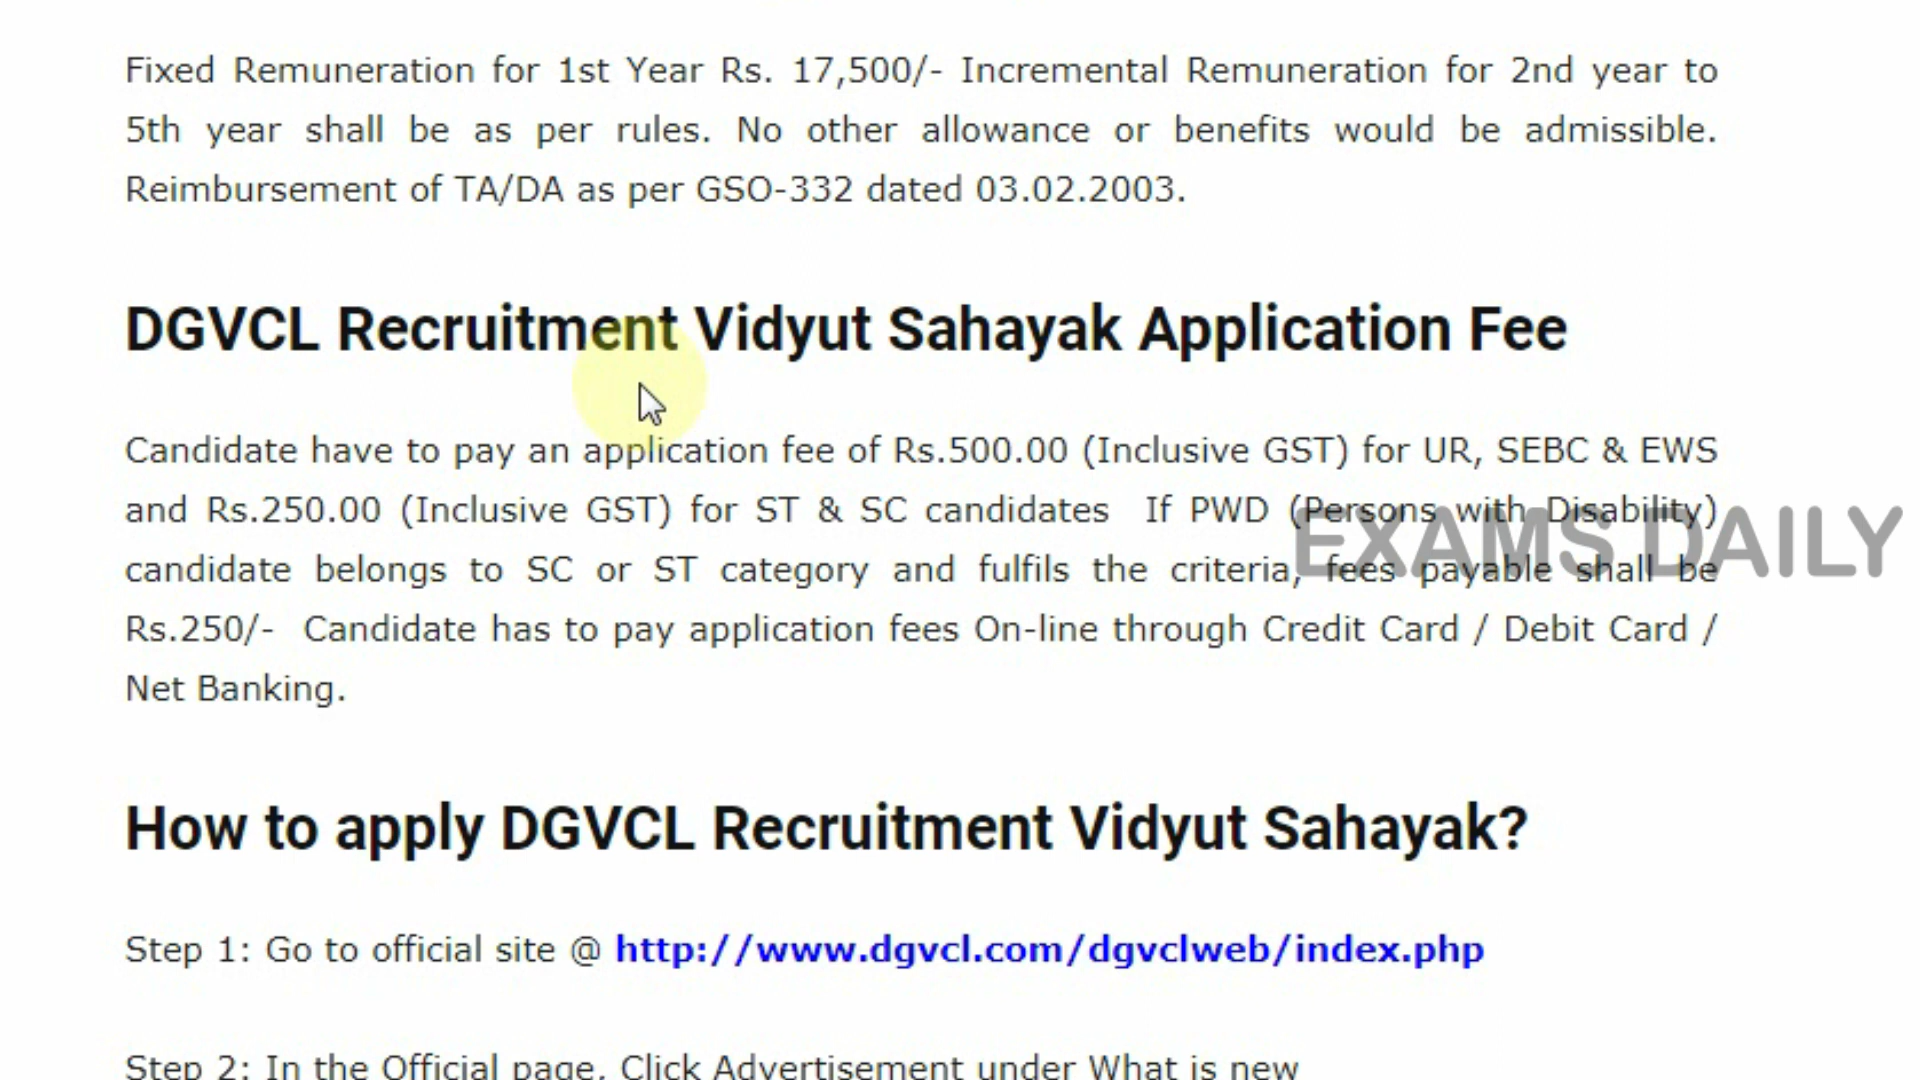 Fixed Remuneration for 1st Year Rs. 17,500/- Incremental Remuneration for 2nd year to
5th year shall be as per rules. No other allowance or benefits would be admissible.
Reimbursement of TA/DA as per GSO-332 dated 03.02.2003.
DGVCL Recruitment Vidyut Sahayak Application Fee
Candidate have to pay an application fee of Rs.500.00 (Inclusive GST) for UR, SEBC & EWS
and Rs.250.00 (Inclusive GST) for ST & SC candidates  If PWD (Persons with Disability)
EXAMS DAILY
candidate belongs to SC or ST category and fulfils the criteria, fees payable shall be
Rs.250/-  Candidate has to pay application fees On-line through Credit Card / Debit Card /
Net Banking.
How to apply DGVCL Recruitment Vidyut Sahayak?
Step 1: Go to official site @ http://www.dgvcl.com/dgvclweb/index.php
Step 2: In the Official page, Click Advertisement under What is new